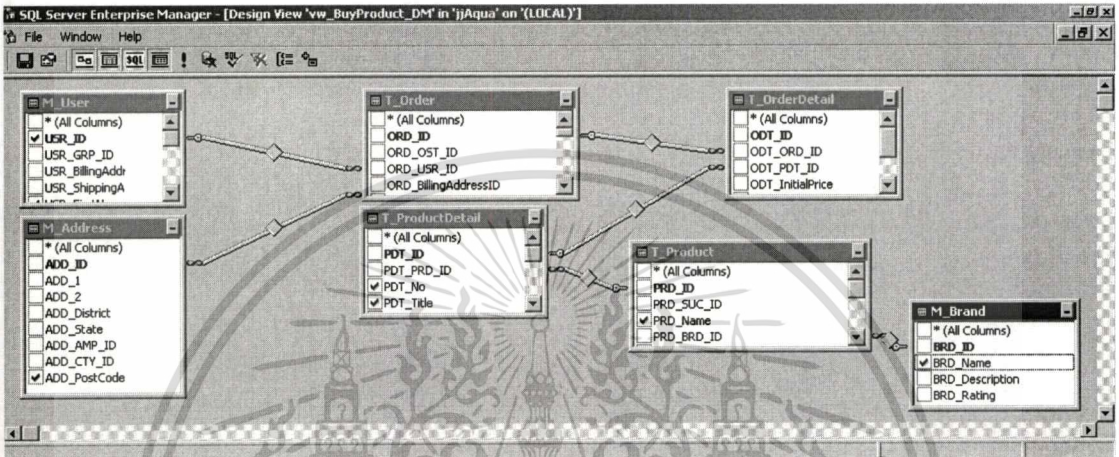 SQL Server Enterprise Manager - [Design View 'vw_BuyProduct_DM' in 'jjAqua' on '(LOCAL)']
File Window Help
SQL
SQL
M_User
* (All Columns)
USR_ID
USR_GRP_ID
USR_BillingAddr
USR_ShippingA
T_Order
* (All Columns)
ORD_ID
ORD_OST_ID
ORD_USR_ID
ORD_BillingAddressID
T_OrderDetail
* (All Columns)
ODT_ID
ODT_ORD_ID
ODT_PDT_ID
ODT_InitialPrice
M_Address
* (All Columns)
ADD_ID
ADD_1
ADD_2
ADD_District
ADD_State
ADD_AMP_ID
ADD_CTY_ID
ADD_PostCode
T_ProductDetail
* (All Columns)
PDT_ID
PDT_PRD_ID
PDT_No
PDT_Title
T_Product
* (All Columns)
PRD_ID
PRD_SUC_ID
PRD_Name
PRD_BRD_ID
M_Brand
* (All Columns)
BRD_ID
BRD_Name
BRD_Description
BRD_Rating